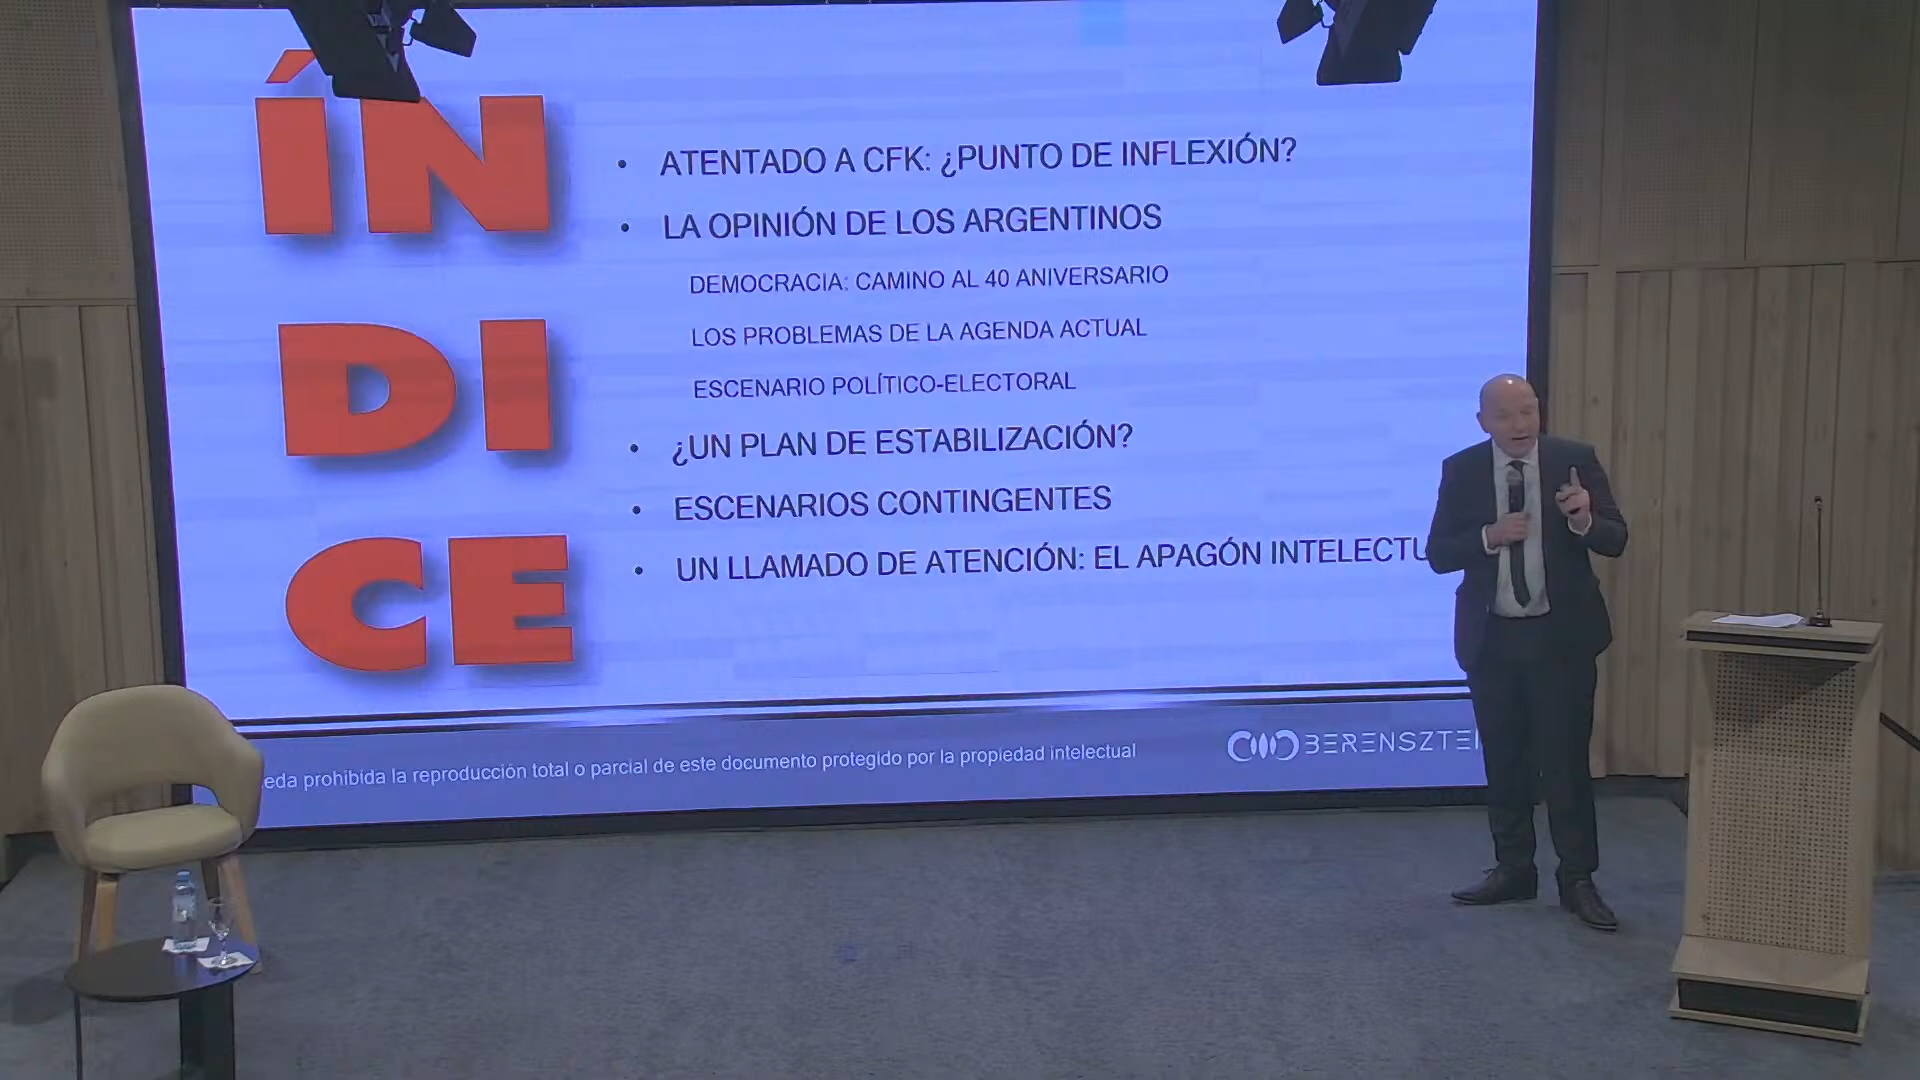 ÍN
DI
CE
• ATENTADO A CFK: ¿PUNTO DE INFLEXIÓN?
• LA OPINIÓN DE LOS ARGENTINOS
DEMOCRACIA: CAMINO AL 40 ANIVERSARIO
LOS PROBLEMAS DE LA AGENDA ACTUAL
ESCENARIO POLÍTICO-ELECTORAL
• ¿UN PLAN DE ESTABILIZACIÓN?
• ESCENARIOS CONTINGENTES
• UN LLAMADO DE ATENCIÓN: EL APAGÓN INTELECTU
eda prohibida la reproducción total o parcial de este documento protegido por la propiedad intelectual
BERENSZTEI